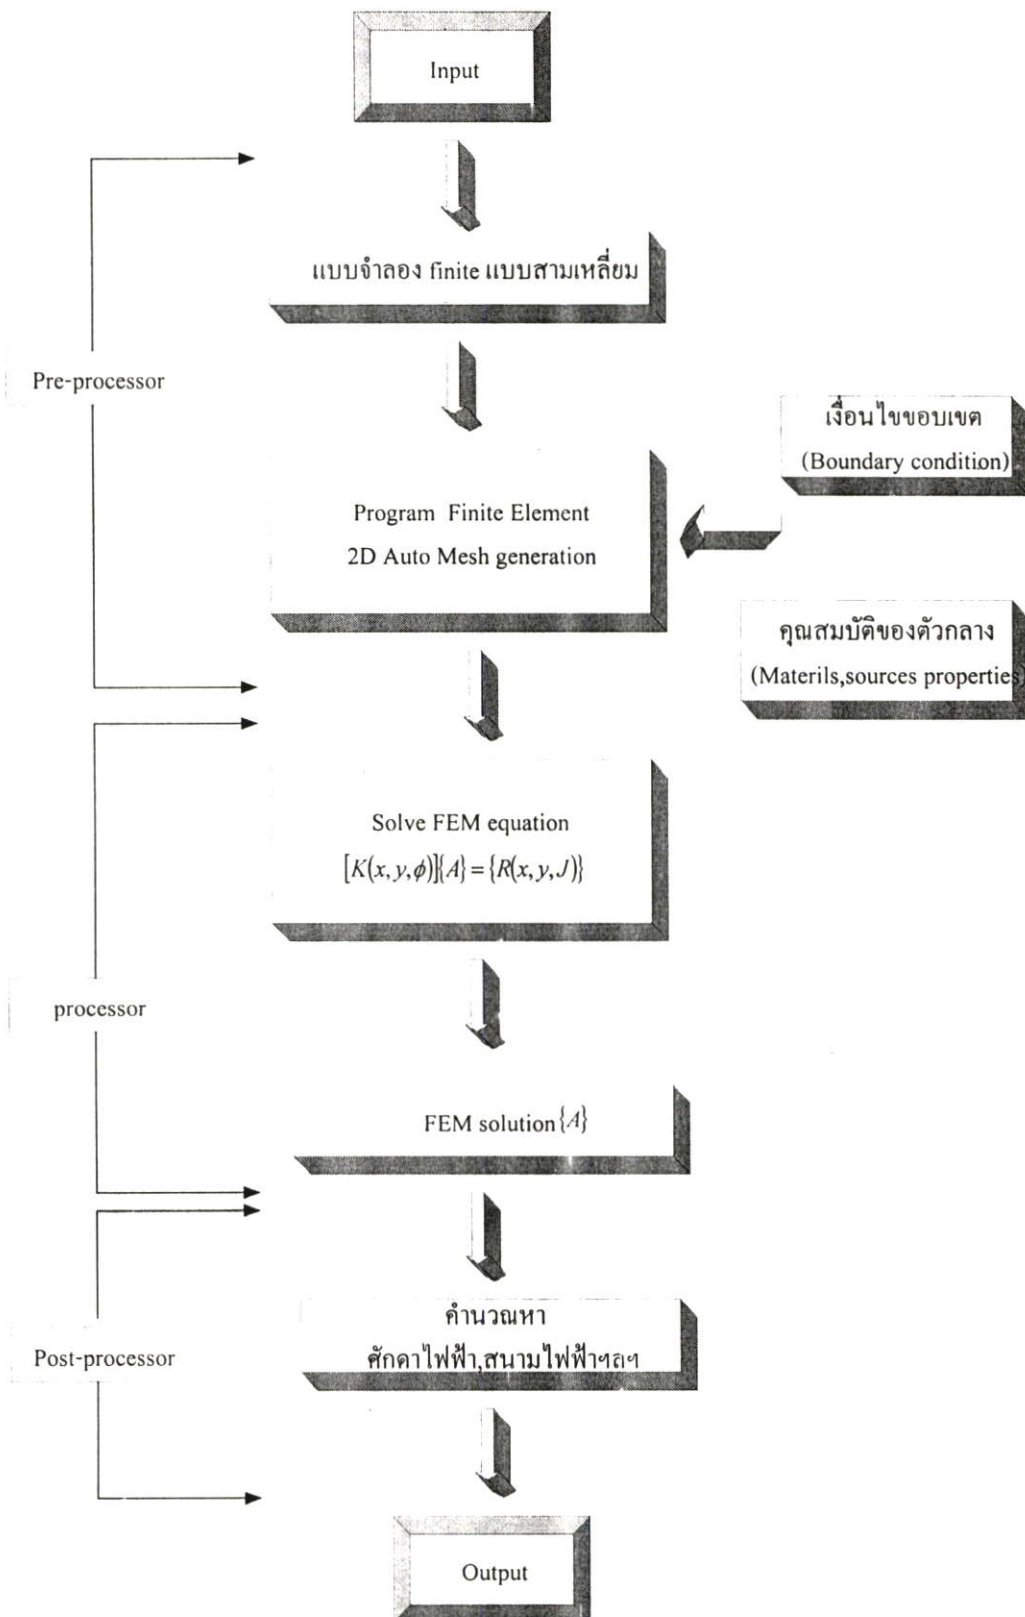 Input
แบบจำลอง finite แบบสามเหลี่ยม
Pre-processor
เงื่อนไขขอบเขต
(Boundary condition)
Program Finite Element
2D Auto Mesh generation
คุณสมบัติของตัวกลาง
(Materils,sources properties)
Solve FEM equation
[K(x,y,ϕ)]{A}={R(x,y,J)}
processor
FEM solution{A}
คำนวณหา
ศักดาไฟฟ้า,สนามไฟฟ้าฯลฯ
Post-processor
Output